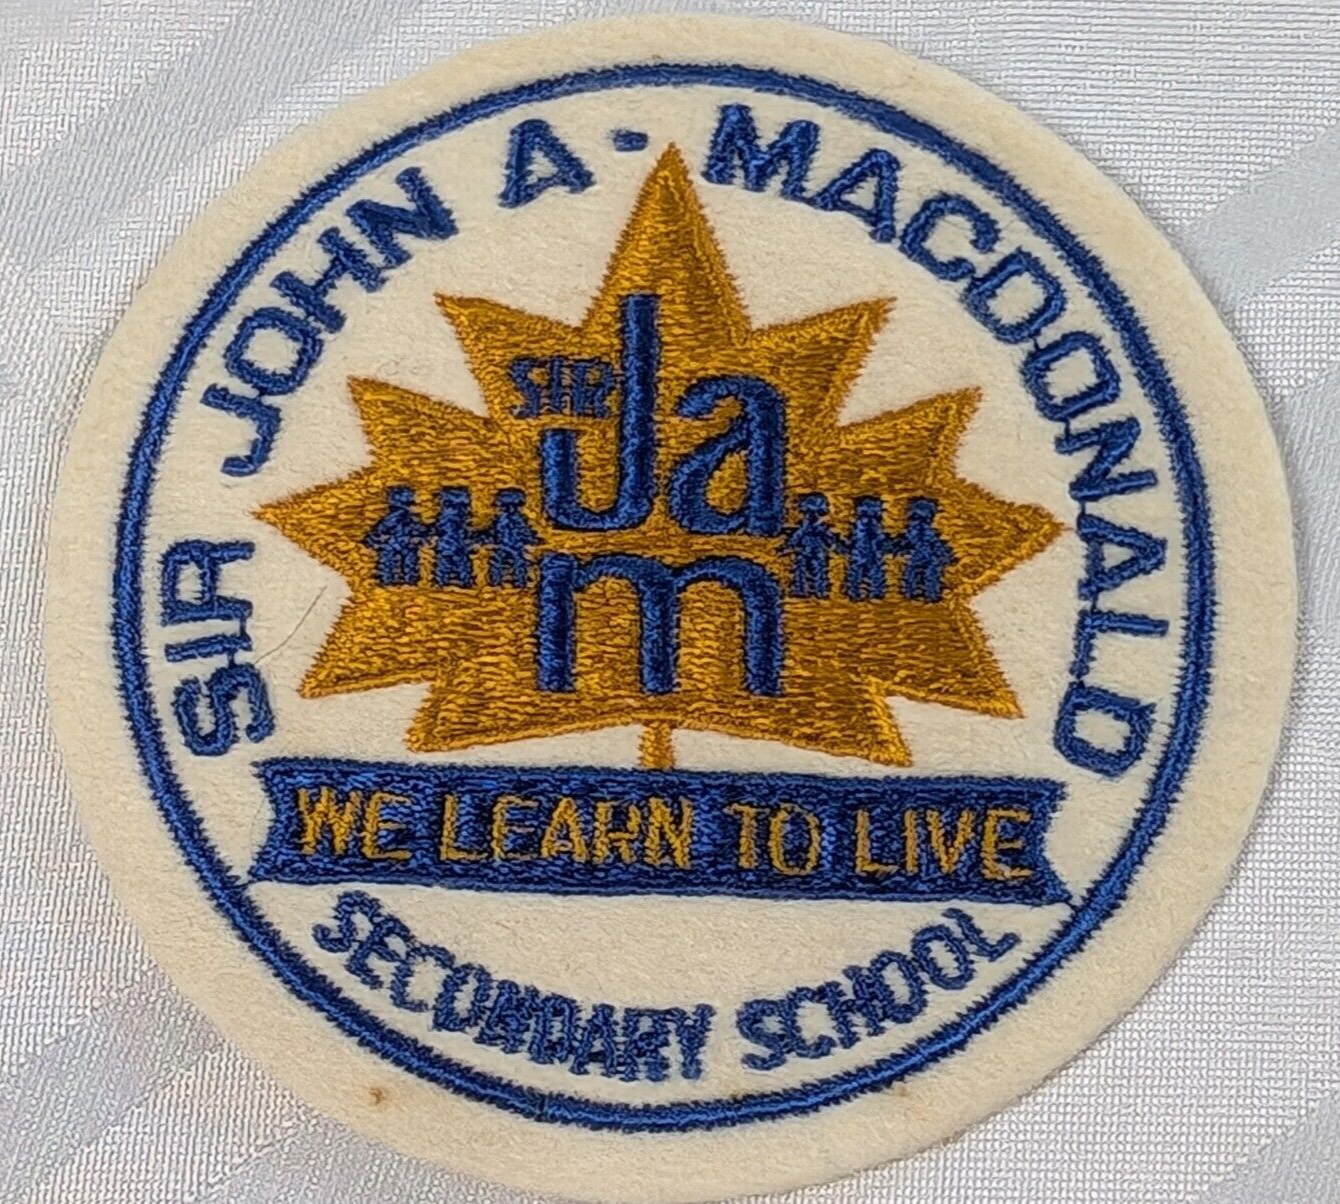 SIR JOHN A- MACDONALD
SIR Ja
m
WE LEARN TO LIVE
SECONDARY SCHOOL